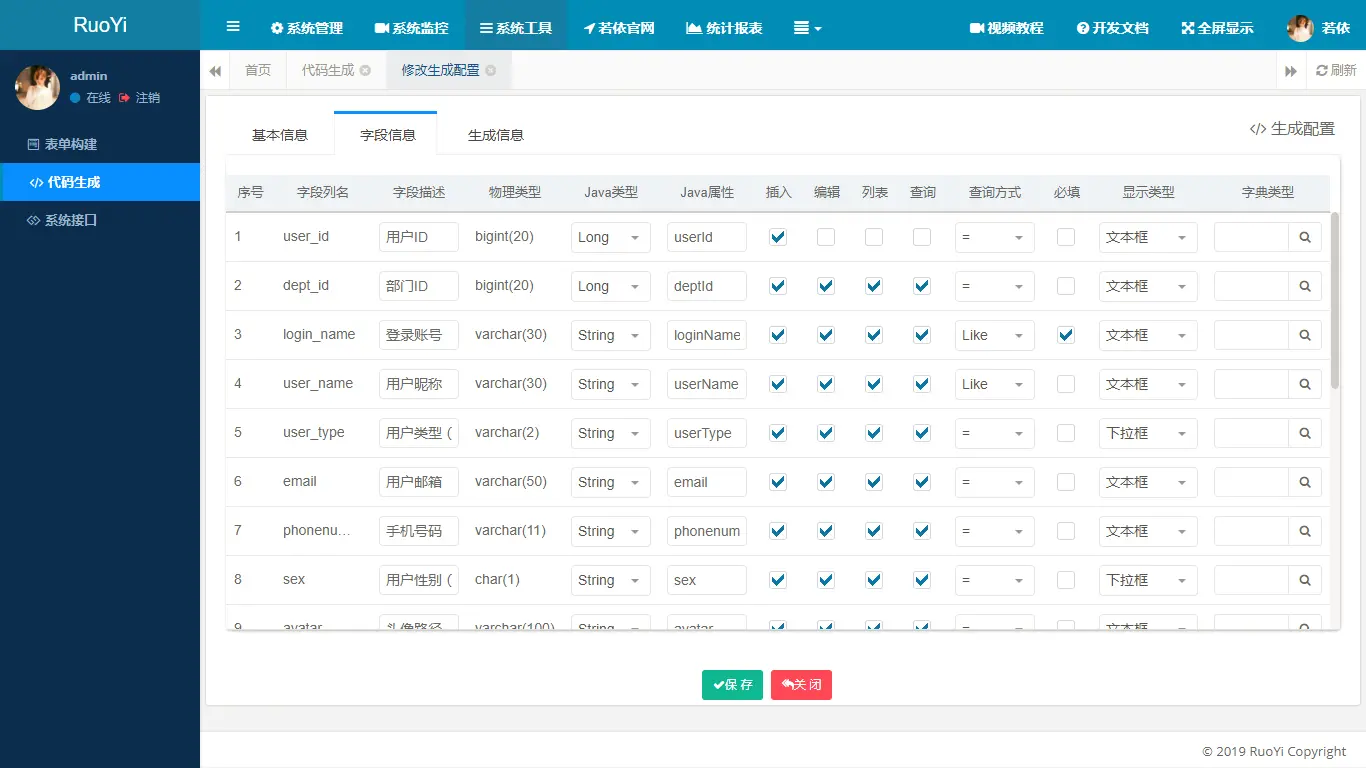 RuoYi 系统管理 系统监控 系统工具 若依官网 统计报表 视频教程 开发文档 全屏显示 若依
首页 代码生成 修改生成配置 刷新
admin
在线 注销
表单构建
代码生成
系统接口
基本信息 字段信息 生成信息 生成配置
序号 字段列名 字段描述 物理类型 Java类型 Java属性 插入 编辑 列表 查询 查询方式 必填 显示类型 字典类型
1 user_id 用户ID bigint(20) Long userId = 文本框
2 dept_id 部门ID bigint(20) Long deptId = 文本框
3 login_name 登录账号 varchar(30) String loginName Like 文本框
4 user_name 用户昵称 varchar(30) String userName Like 文本框
5 user_type 用户类型 ( varchar(2) String userType = 下拉框
6 email 用户邮箱 varchar(50) String email = 文本框
7 phonenu... 手机号码 varchar(11) String phonenum = 文本框
8 sex 用户性别 ( char(1) String sex = 下拉框
9 avatar 头像路径 varchar(100) String avatar = 文本框
保 存 关 闭
© 2019 RuoYi Copyright